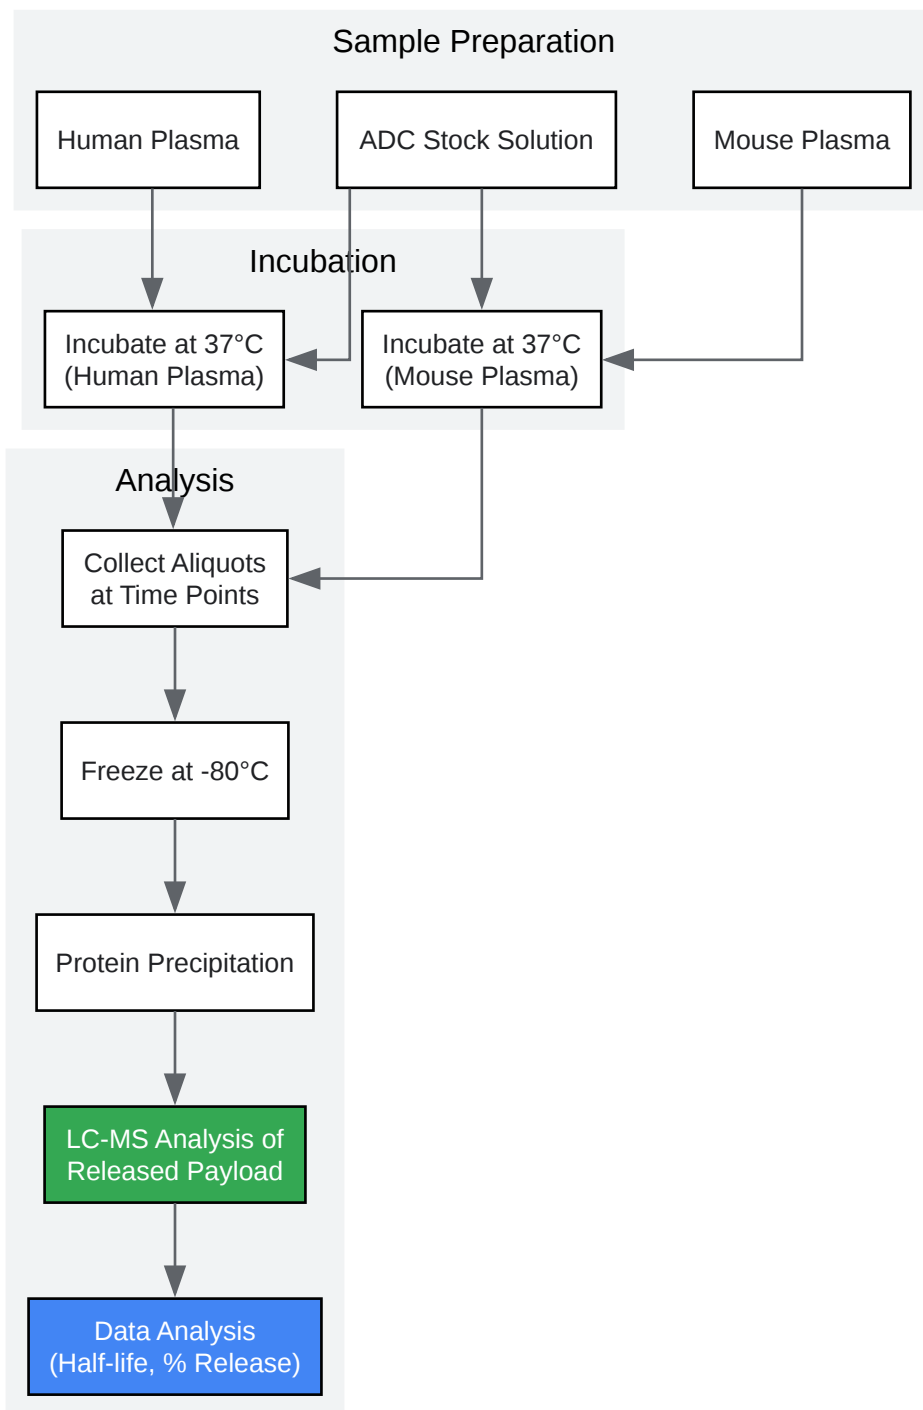 Sample Preparation
Human Plasma
ADC Stock Solution
Mouse Plasma
Incubation
Incubate at 37°C
(Human Plasma)
Incubate at 37°C
(Mouse Plasma)
Analysis
Collect Aliquots
at Time Points
Freeze at -80°C
Protein Precipitation
LC-MS Analysis of
Released Payload
Data Analysis
(Half-life, % Release)